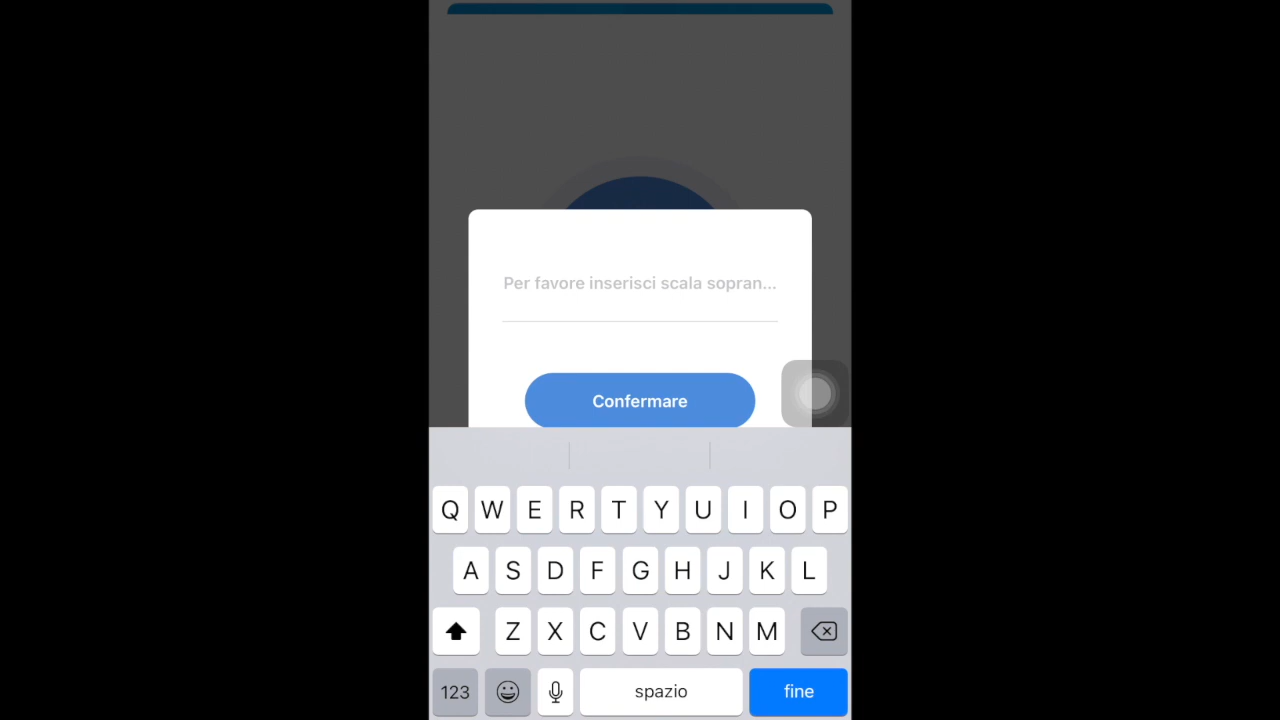 Per favore inserisci scala sopran...
Confermare
Q W E R T Y U I O P
A S D F G H J K L
Z X C V B N M
123 spazio fine